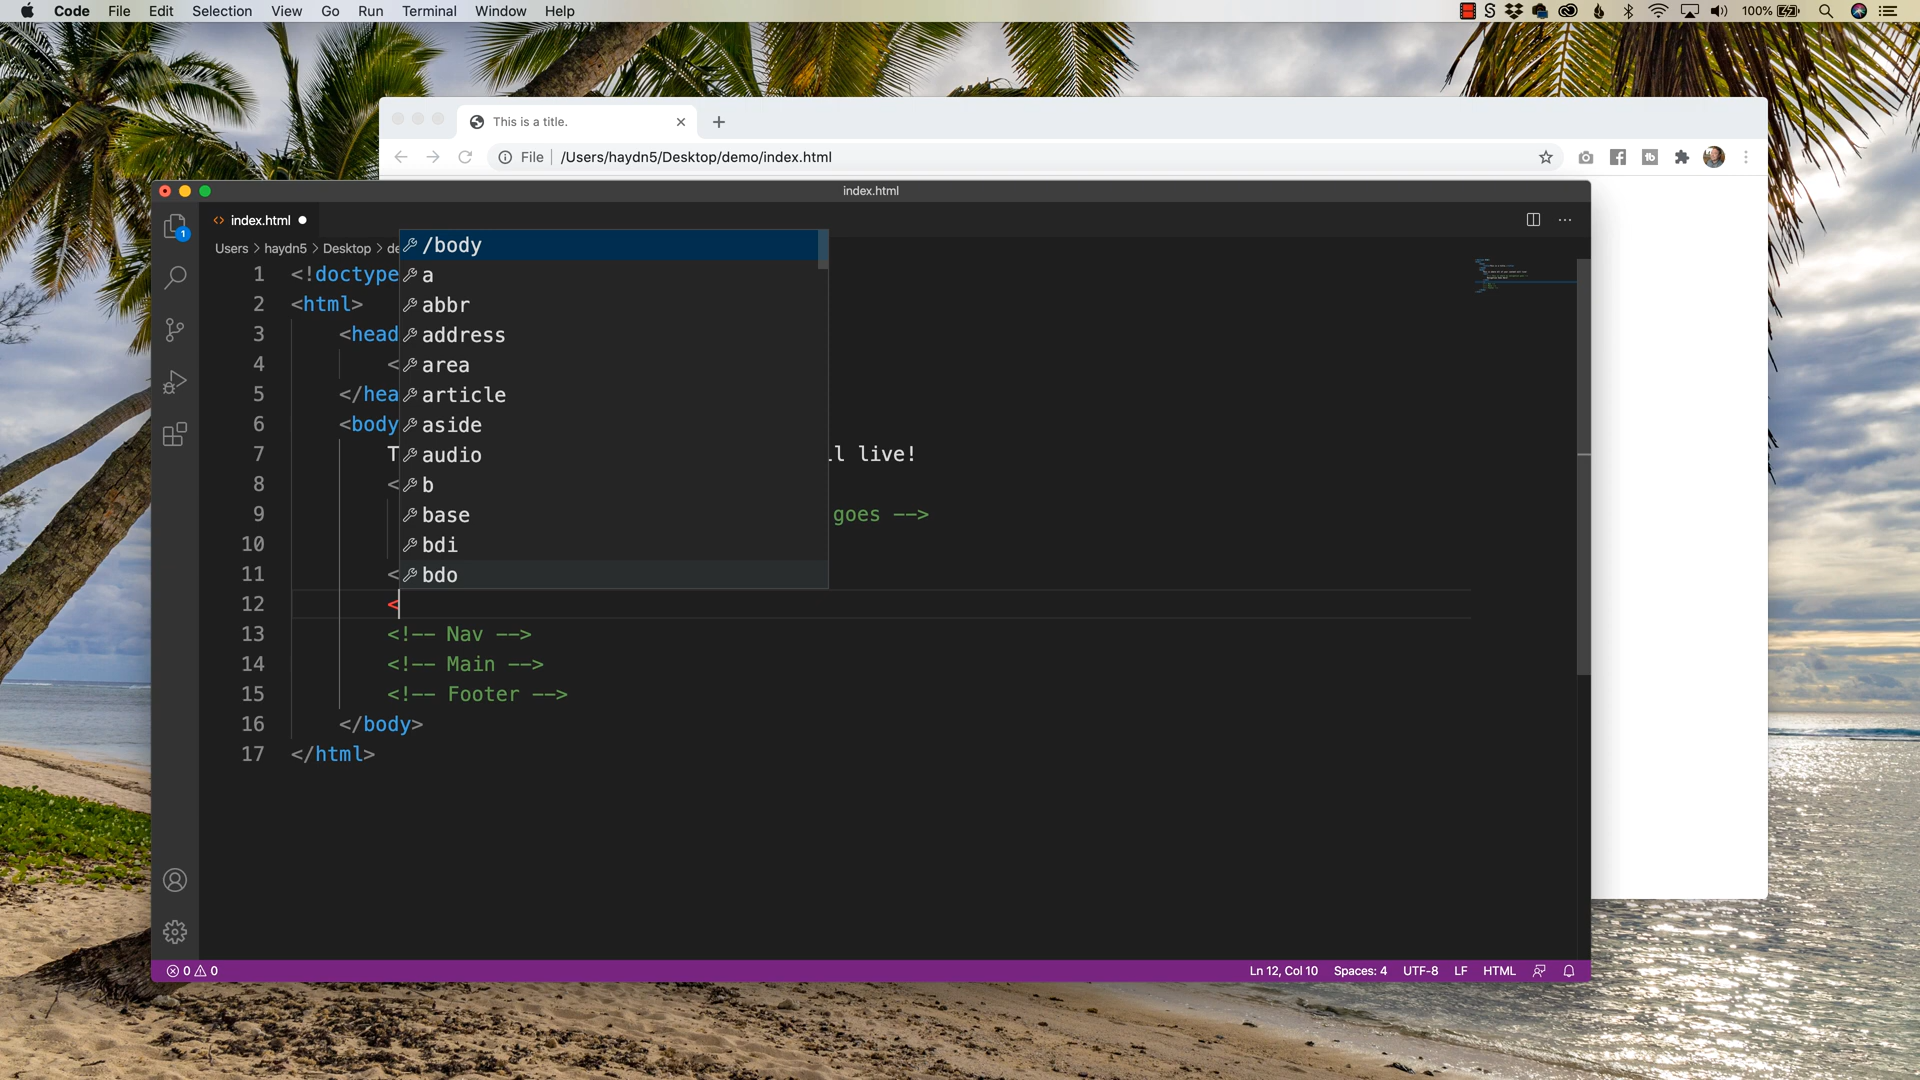 Code File Edit Selection View Go Run Terminal Window Help
100%
This is a title.
File /Users/haydn5/Desktop/demo/index.html
index.html
1
index.html
Users > haydn5 > Desktop > de
/body
a
abbr
address
area
article
aside
audio
b
base
bdi
bdo
1 <!doctype
2 <html>
3 <head
4 <
5 </hea
6 <body
7 T ll live!
8 <
9 goes -->
10
11 <
12 <
13 <!-- Nav -->
14 <!-- Main -->
15 <!-- Footer -->
16 </body>
17 </html>
0 0
Ln 12, Col 10 Spaces: 4 UTF-8 LF HTML